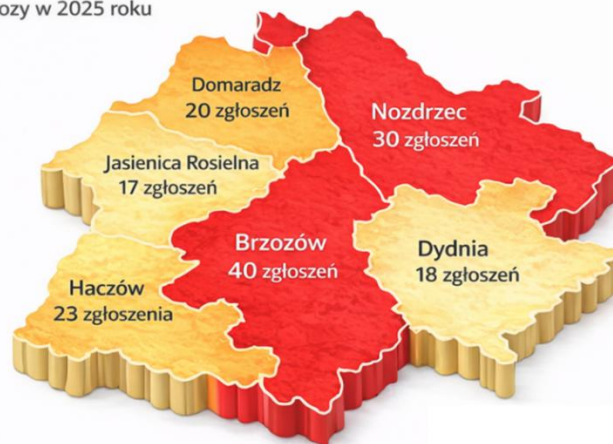 w 2025 roku
Domaradz
20 zgłoszeń
Nozdrzec
30 zgłoszeń
Jasienica Rosielna
17 zgłoszeń
Brzozów
40 zgłoszeń
Dydnia
18 zgłoszeń
Haczów
23 zgłoszenia